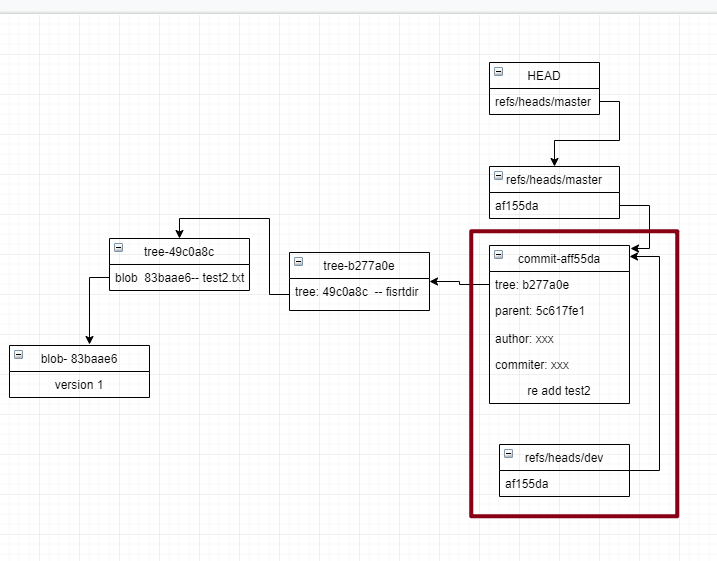 HEAD
refs/heads/master
refs/heads/master
af155da
tree-49c0a8c
blob 83baae6-- test2.txt
tree-b277a0e
tree: 49c0a8c -- fisrtdir
commit-aff55da
tree: b277a0e
parent: 5c617fe1
author: xxx
commiter: xxx
re add test2
blob- 83baae6
version 1
refs/heads/dev
af155da